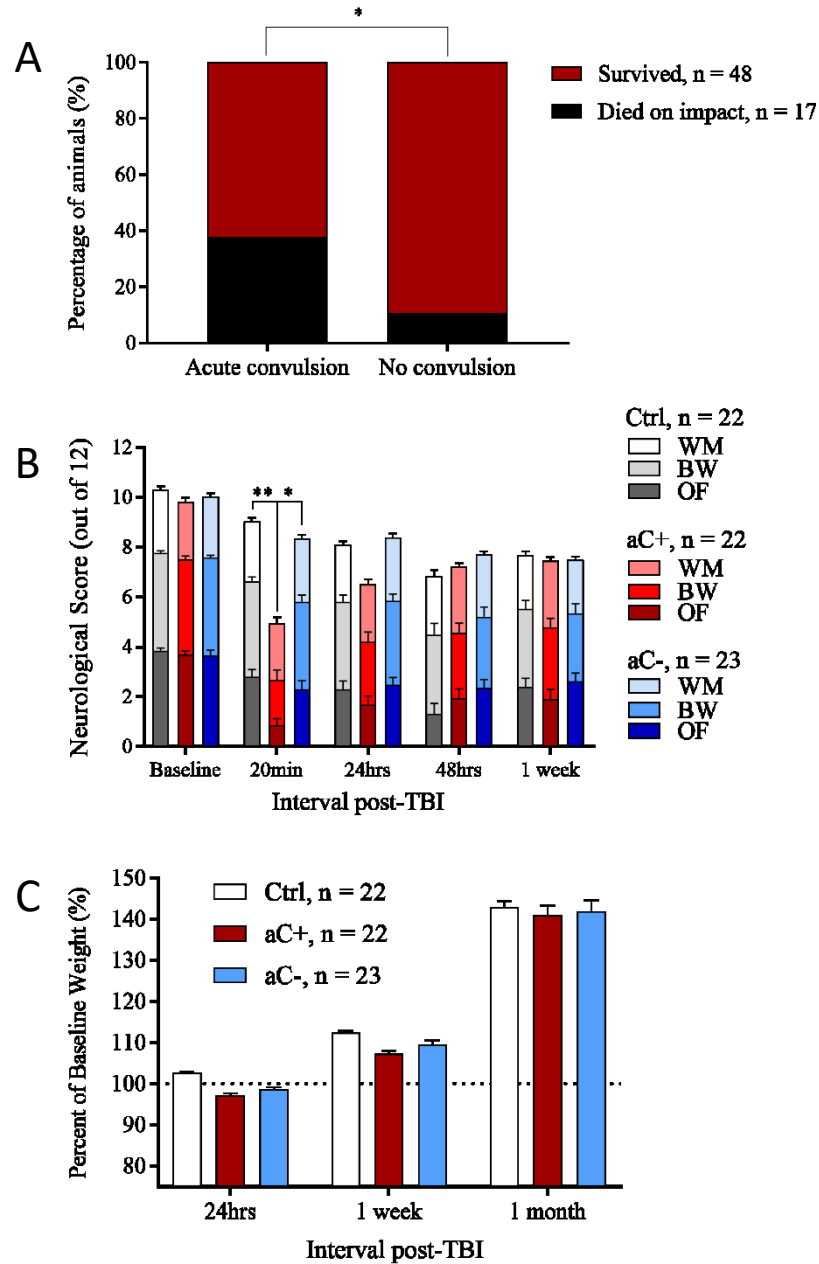 A
*
Percentage of animals (%)
100
80
60
40
20
0
Acute convulsion
No convulsion
Survived, n = 48
Died on impact, n = 17
B
Neurological Score (out of 12)
12
10
8
6
4
2
0
** *
Baseline
20min
24hrs
48hrs
1 week
Interval post-TBI
Ctrl, n = 22
WM
BW
OF
aC+, n = 22
WM
BW
OF
aC-, n = 23
WM
BW
OF
C
Percent of Baseline Weight (%)
150
140
130
120
110
100
90
80
Ctrl, n = 22
aC+, n = 22
aC-, n = 23
24hrs
1 week
1 month
Interval post-TBI